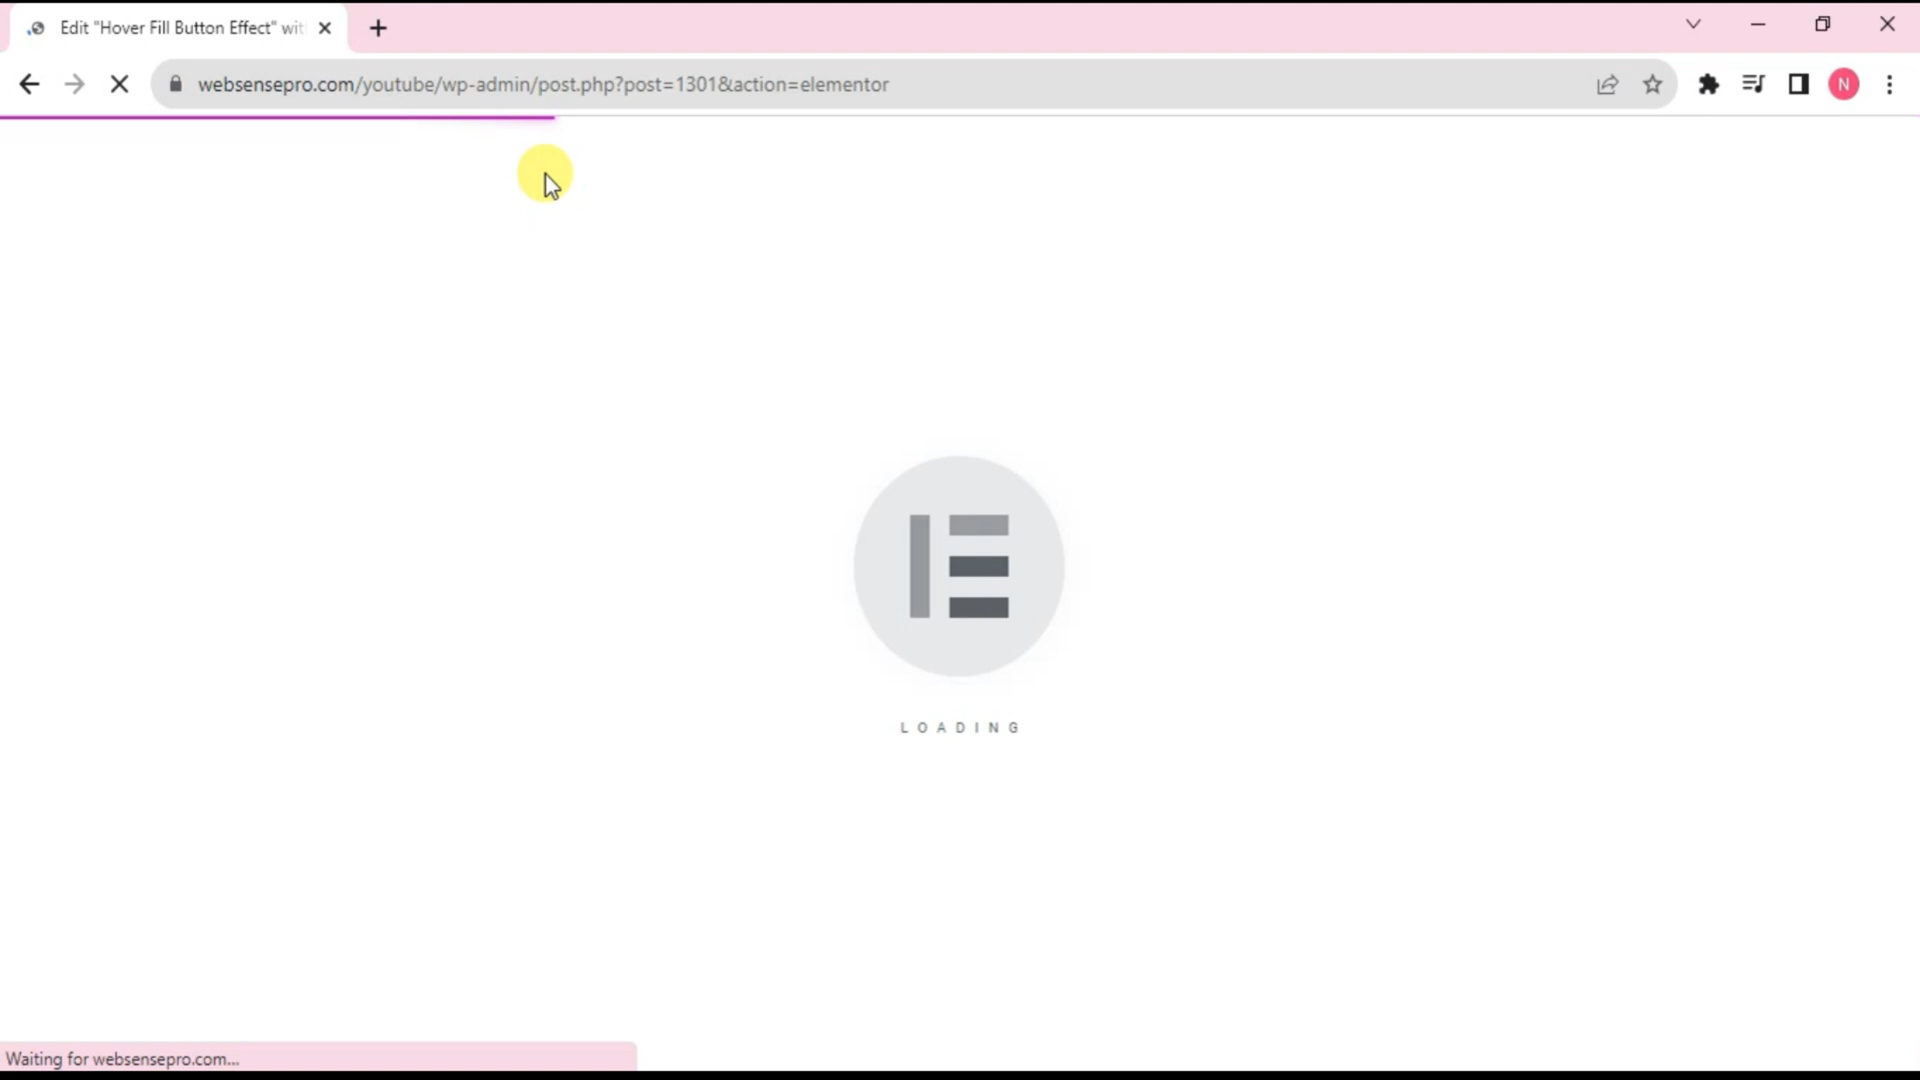 Edit "Hover Fill Button Effect" wit
websensepro.com/youtube/wp-admin/post.php?post=1301&action=elementor
N
LOADING
Waiting for websensepro.com...